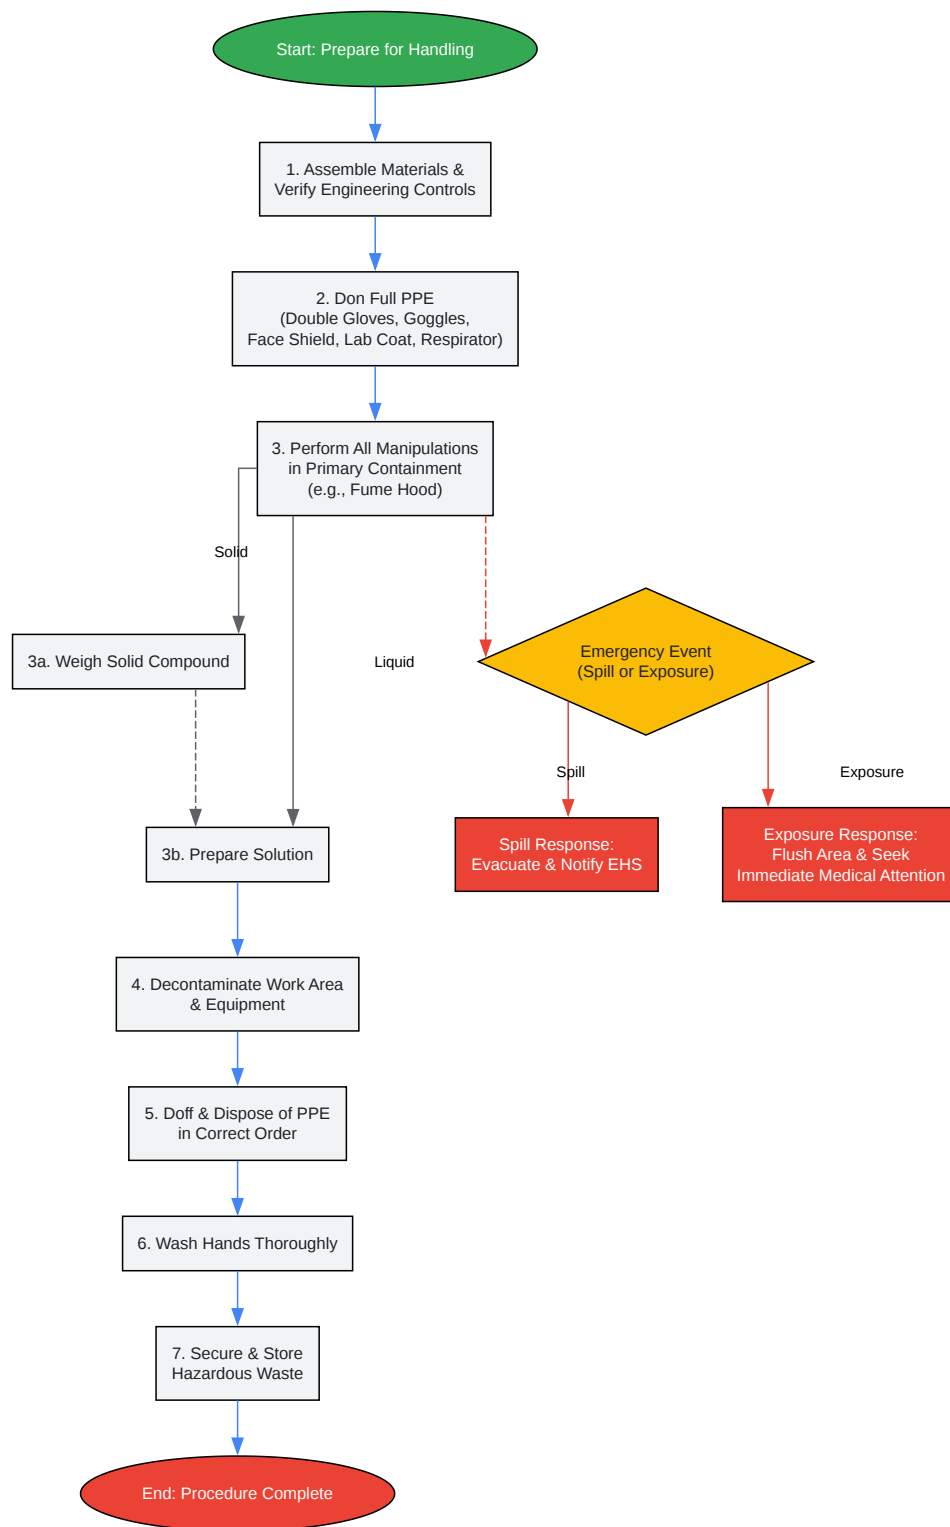 Start: Prepare for Handling
1. Assemble Materials &
Verify Engineering Controls
2. Don Full PPE
(Double Gloves, Goggles,
Face Shield, Lab Coat, Respirator)
3. Perform All Manipulations
in Primary Containment
(e.g., Fume Hood)
Solid
3a. Weigh Solid Compound
Liquid
Emergency Event
(Spill or Exposure)
Spill
Exposure
3b. Prepare Solution
Spill Response:
Evacuate & Notify EHS
Exposure Response:
Flush Area & Seek
Immediate Medical Attention
4. Decontaminate Work Area
& Equipment
5. Doff & Dispose of PPE
in Correct Order
6. Wash Hands Thoroughly
7. Secure & Store
Hazardous Waste
End: Procedure Complete